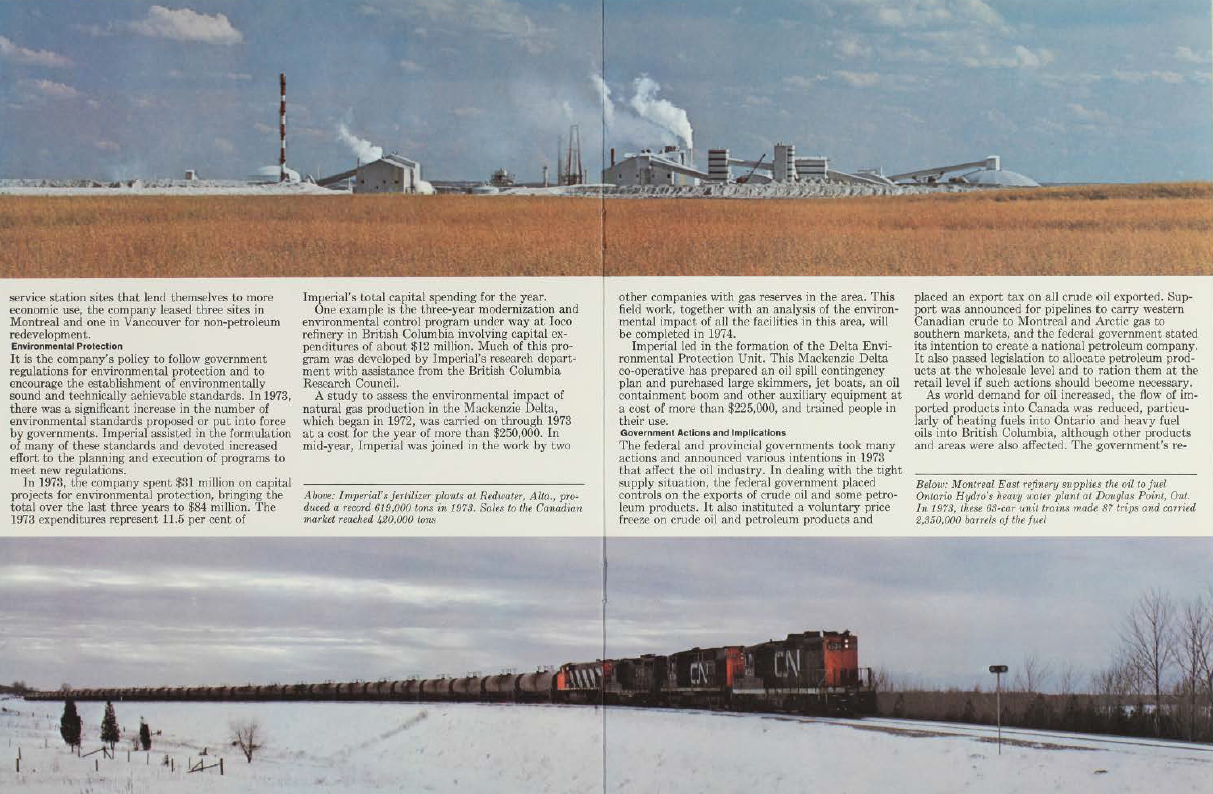 service station sites that lend themselves to more
economic use, the company leased three sites in
Montreal and one in Vancouver for non-petroleum
redevelopment.
Environmental Protection
It is the company's policy to follow government
regulations for environmental protection and to
encourage the establishment of environmentally
sound and technically achievable standards. In 1973,
there was a significant increase in the number of
environmental standards proposed or put into force
by governments. Imperial assisted in the formulation
of many of these standards and devoted increased
effort to the planning and execution of programs to
meet new regulations.
In 1973, the company spent $31 million on capital
projects for environmental protection, bringing the
total over the last three years to $84 million. The
1973 expenditures represent 11.5 per cent of
Imperial's total capital spending for the year.
One example is the three-year modernization and
environmental control program under way at Ioco
refinery in British Columbia involving capital ex-
penditures of about $12 million. Much of this pro-
gram was developed by Imperial's research depart-
ment with assistance from the British Columbia
Research Council.
A study to assess the environmental impact of
natural gas production in the Mackenzie Delta,
which began in 1972, was carried on through 1973
at a cost for the year of more than $250,000. In
mid-year, Imperial was joined in the work by two
Above: Imperial's fertilizer plants at Redwater, Alta., pro-
duced a record 619,000 tons in 1973. Sales to the Canadian
market reached 420,000 tons
other companies with gas reserves in the area. This
field work, together with an analysis of the environ-
mental impact of all the facilities in this area, will
be completed in 1974.
Imperial led in the formation of the Delta Envi-
ronmental Protection Unit. This Mackenzie Delta
co-operative has prepared an oil spill contingency
plan and purchased large skimmers, jet boats, an oil
containment boom and other auxiliary equipment at
a cost of more than $225,000, and trained people in
their use.
Government Actions and Implications
The federal and provincial governments took many
actions and announced various intentions in 1973
that affect the oil industry. In dealing with the tight
supply situation, the federal government placed
controls on the exports of crude oil and some petro-
leum products. It also instituted a voluntary price
freeze on crude oil and petroleum products and
placed an export tax on all crude oil exported. Sup-
port was announced for pipelines to carry western
Canadian crude to Montreal and Arctic gas to
southern markets, and the federal government stated
its intention to create a national petroleum company.
It also passed legislation to allocate petroleum prod-
ucts at the wholesale level and to ration them at the
retail level if such actions should become necessary.
As world demand for oil increased, the flow of im-
ported products into Canada was reduced, particu-
larly of heating fuels into Ontario and heavy fuel
oils into British Columbia, although other products
and areas were also affected. The government's re-
Below: Montreal East refinery supplies the oil to fuel
Ontario Hydro's heavy water plant at Douglas Point, Ont.
In 1973, these 63-car unit trains made 87 trips and carried
2,350,000 barrels of the fuel
CN
CN